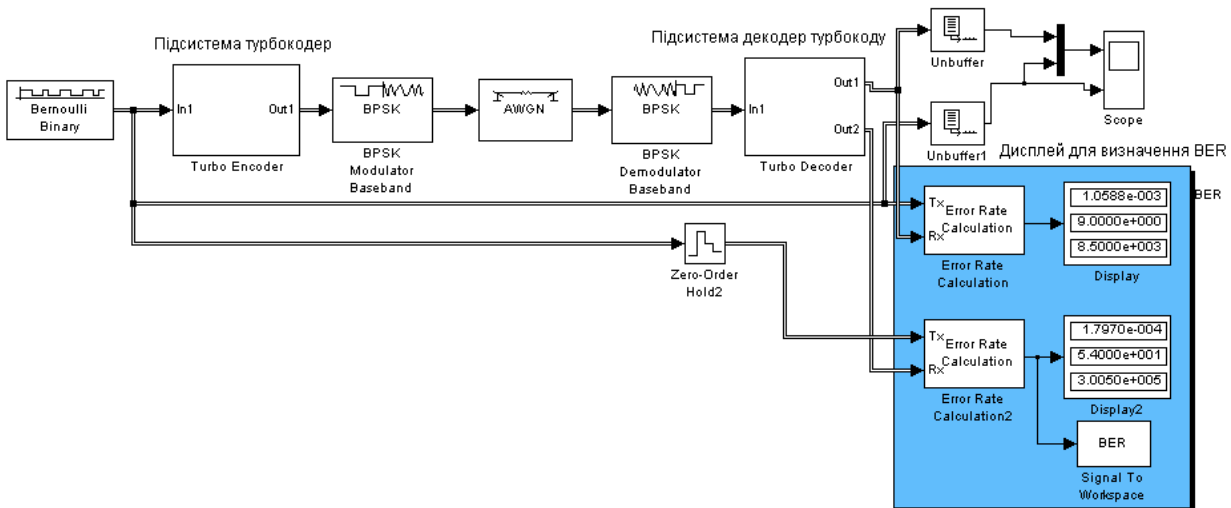 Підсистема турбокодер
Підсистема декодер турбокоду
Bernoulli
Binary
In1
Out1
Turbo Encoder
BPSK
BPSK
Modulator
Baseband
AWGN
BPSK
BPSK
Demodulator
Baseband
In1
Out1
Out2
Turbo Decoder
Unbuffer
Unbuffer1
Scope
Дисплей для визначення BER
BER
Tx
Rx
Error Rate
Calculation
Error Rate
Calculation
1.0588e-003
9.0000e+000
8.5000e+003
Display
Zero-Order
Hold2
Tx
Rx
Error Rate
Calculation
Error Rate
Calculation2
1.7970e-004
5.4000e+001
3.0050e+005
Display2
BER
Signal To
Workspace